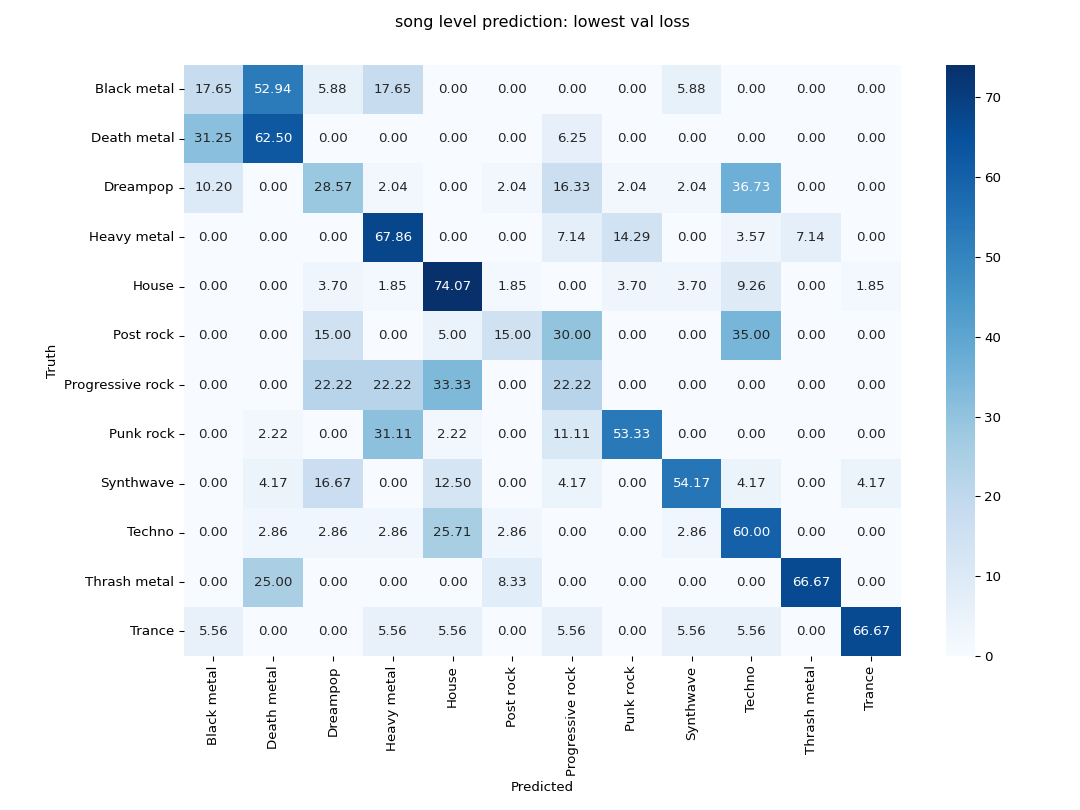 song level prediction: lowest val loss
Black metal 17.65 52.94 5.88 17.65 0.00 0.00 0.00 0.00 5.88 0.00 0.00 0.00
Death metal 31.25 62.50 0.00 0.00 0.00 0.00 6.25 0.00 0.00 0.00 0.00 0.00
Dreampop 10.20 0.00 28.57 2.04 0.00 2.04 16.33 2.04 2.04 36.73 0.00 0.00
Heavy metal 0.00 0.00 0.00 67.86 0.00 0.00 7.14 14.29 0.00 3.57 7.14 0.00
House 0.00 0.00 3.70 1.85 74.07 1.85 0.00 3.70 3.70 9.26 0.00 1.85
Post rock 0.00 0.00 15.00 0.00 5.00 15.00 30.00 0.00 0.00 35.00 0.00 0.00
Progressive rock 0.00 0.00 22.22 22.22 33.33 0.00 22.22 0.00 0.00 0.00 0.00 0.00
Punk rock 0.00 2.22 0.00 31.11 2.22 0.00 11.11 53.33 0.00 0.00 0.00 0.00
Synthwave 0.00 4.17 16.67 0.00 12.50 0.00 4.17 0.00 54.17 4.17 0.00 4.17
Techno 0.00 2.86 2.86 2.86 25.71 2.86 0.00 0.00 2.86 60.00 0.00 0.00
Thrash metal 0.00 25.00 0.00 0.00 0.00 8.33 0.00 0.00 0.00 0.00 66.67 0.00
Trance 5.56 0.00 0.00 5.56 5.56 0.00 5.56 0.00 5.56 5.56 0.00 66.67
Truth
Black metal
Death metal
Dreampop
Heavy metal
House
Post rock
Progressive rock
Punk rock
Synthwave
Techno
Thrash metal
Trance
Predicted
70
60
50
40
30
20
10
0